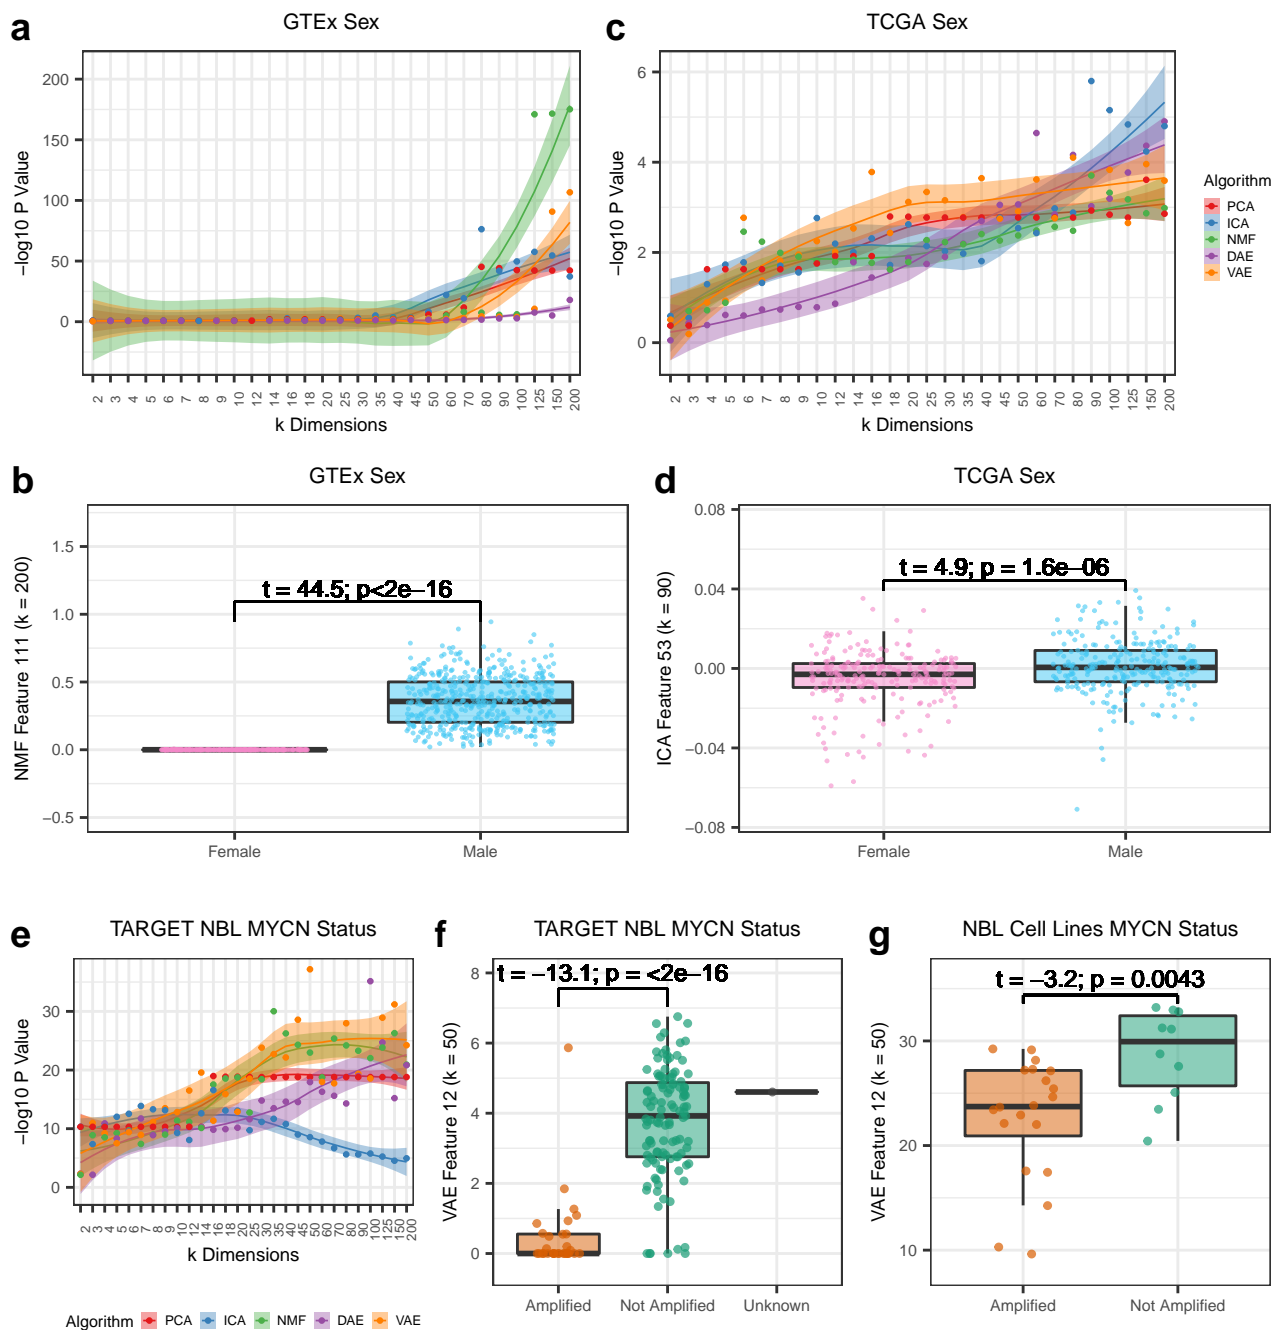 a
GTEx Sex
−log10 P Value
200
150
100
50
0
2 3 4 5 6 7 8 9 10 12 14 16 18 20 25 30 35 40 45 50 60 70 80 90 100 125 150 200
k Dimensions
c
TCGA Sex
−log10 P Value
6
4
2
0
2 3 4 5 6 7 8 9 10 12 14 16 18 20 25 30 35 40 45 50 60 70 80 90 100 125 150 200
k Dimensions
Algorithm
PCA
ICA
NMF
DAE
VAE
b
GTEx Sex
NMF Feature 111 (k = 200)
1.5
1.0
0.5
0.0
−0.5
t = 44.5; p<2e−16
Female Male
d
TCGA Sex
ICA Feature 53 (k = 90)
0.08
0.04
0.00
−0.04
−0.08
t = 4.9; p = 1.6e−06
Female Male
e
TARGET NBL MYCN Status
−log10 P Value
30
20
10
0
2 3 4 5 6 7 8 9 10 12 14 16 18 20 25 30 35 40 45 50 60 70 80 90 100 125 150 200
k Dimensions
Algorithm PCA ICA NMF DAE VAE
f
TARGET NBL MYCN Status
VAE Feature 12 (k = 50)
8
6
4
2
0
t = −13.1; p = <2e−16
Amplified Not Amplified Unknown
g
NBL Cell Lines MYCN Status
VAE Feature 12 (k = 50)
30
20
10
t = −3.2; p = 0.0043
Amplified Not Amplified